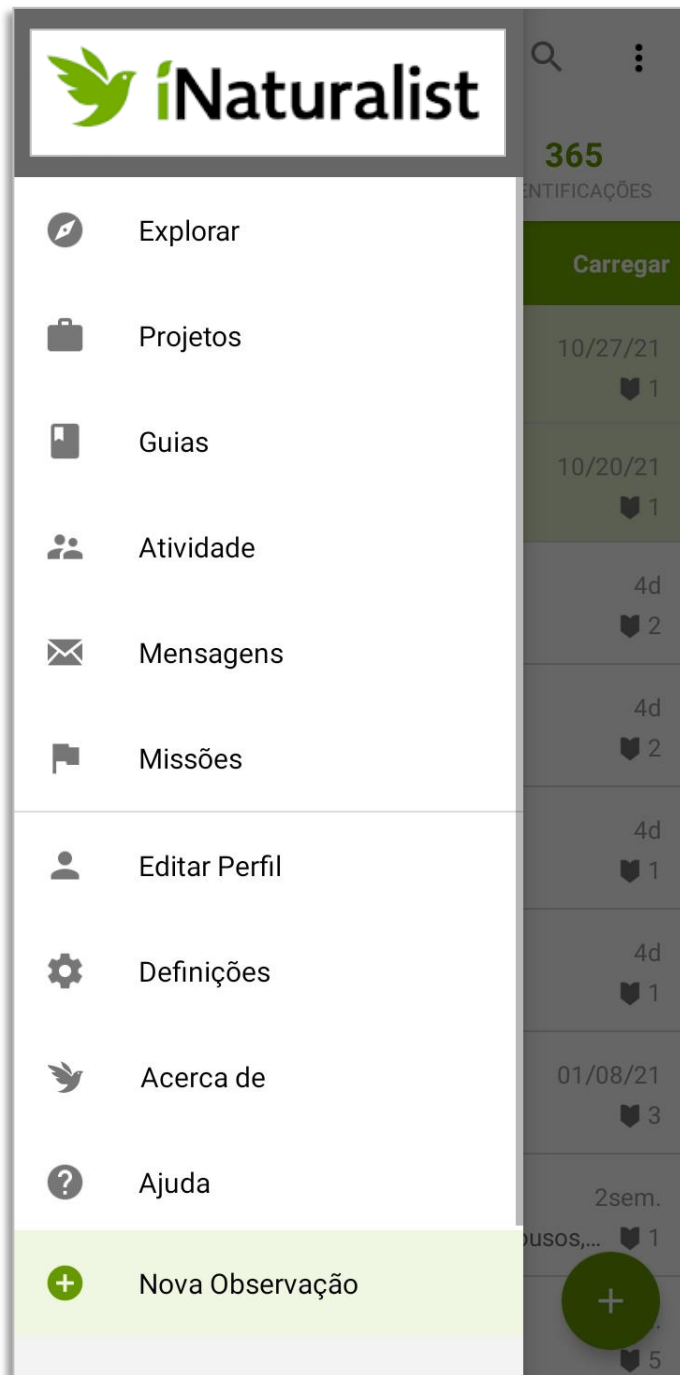 iNaturalist
365
ENTIFICAÇÕES
Carregar
Explorar
Projetos
10/27/21
1
Guias
10/20/21
1
Atividade
4d
2
Mensagens
4d
2
Missões
4d
1
Editar Perfil
4d
1
Definições
Acerca de
01/08/21
3
Ajuda
2sem.
ousos,... 1
Nova Observação
5